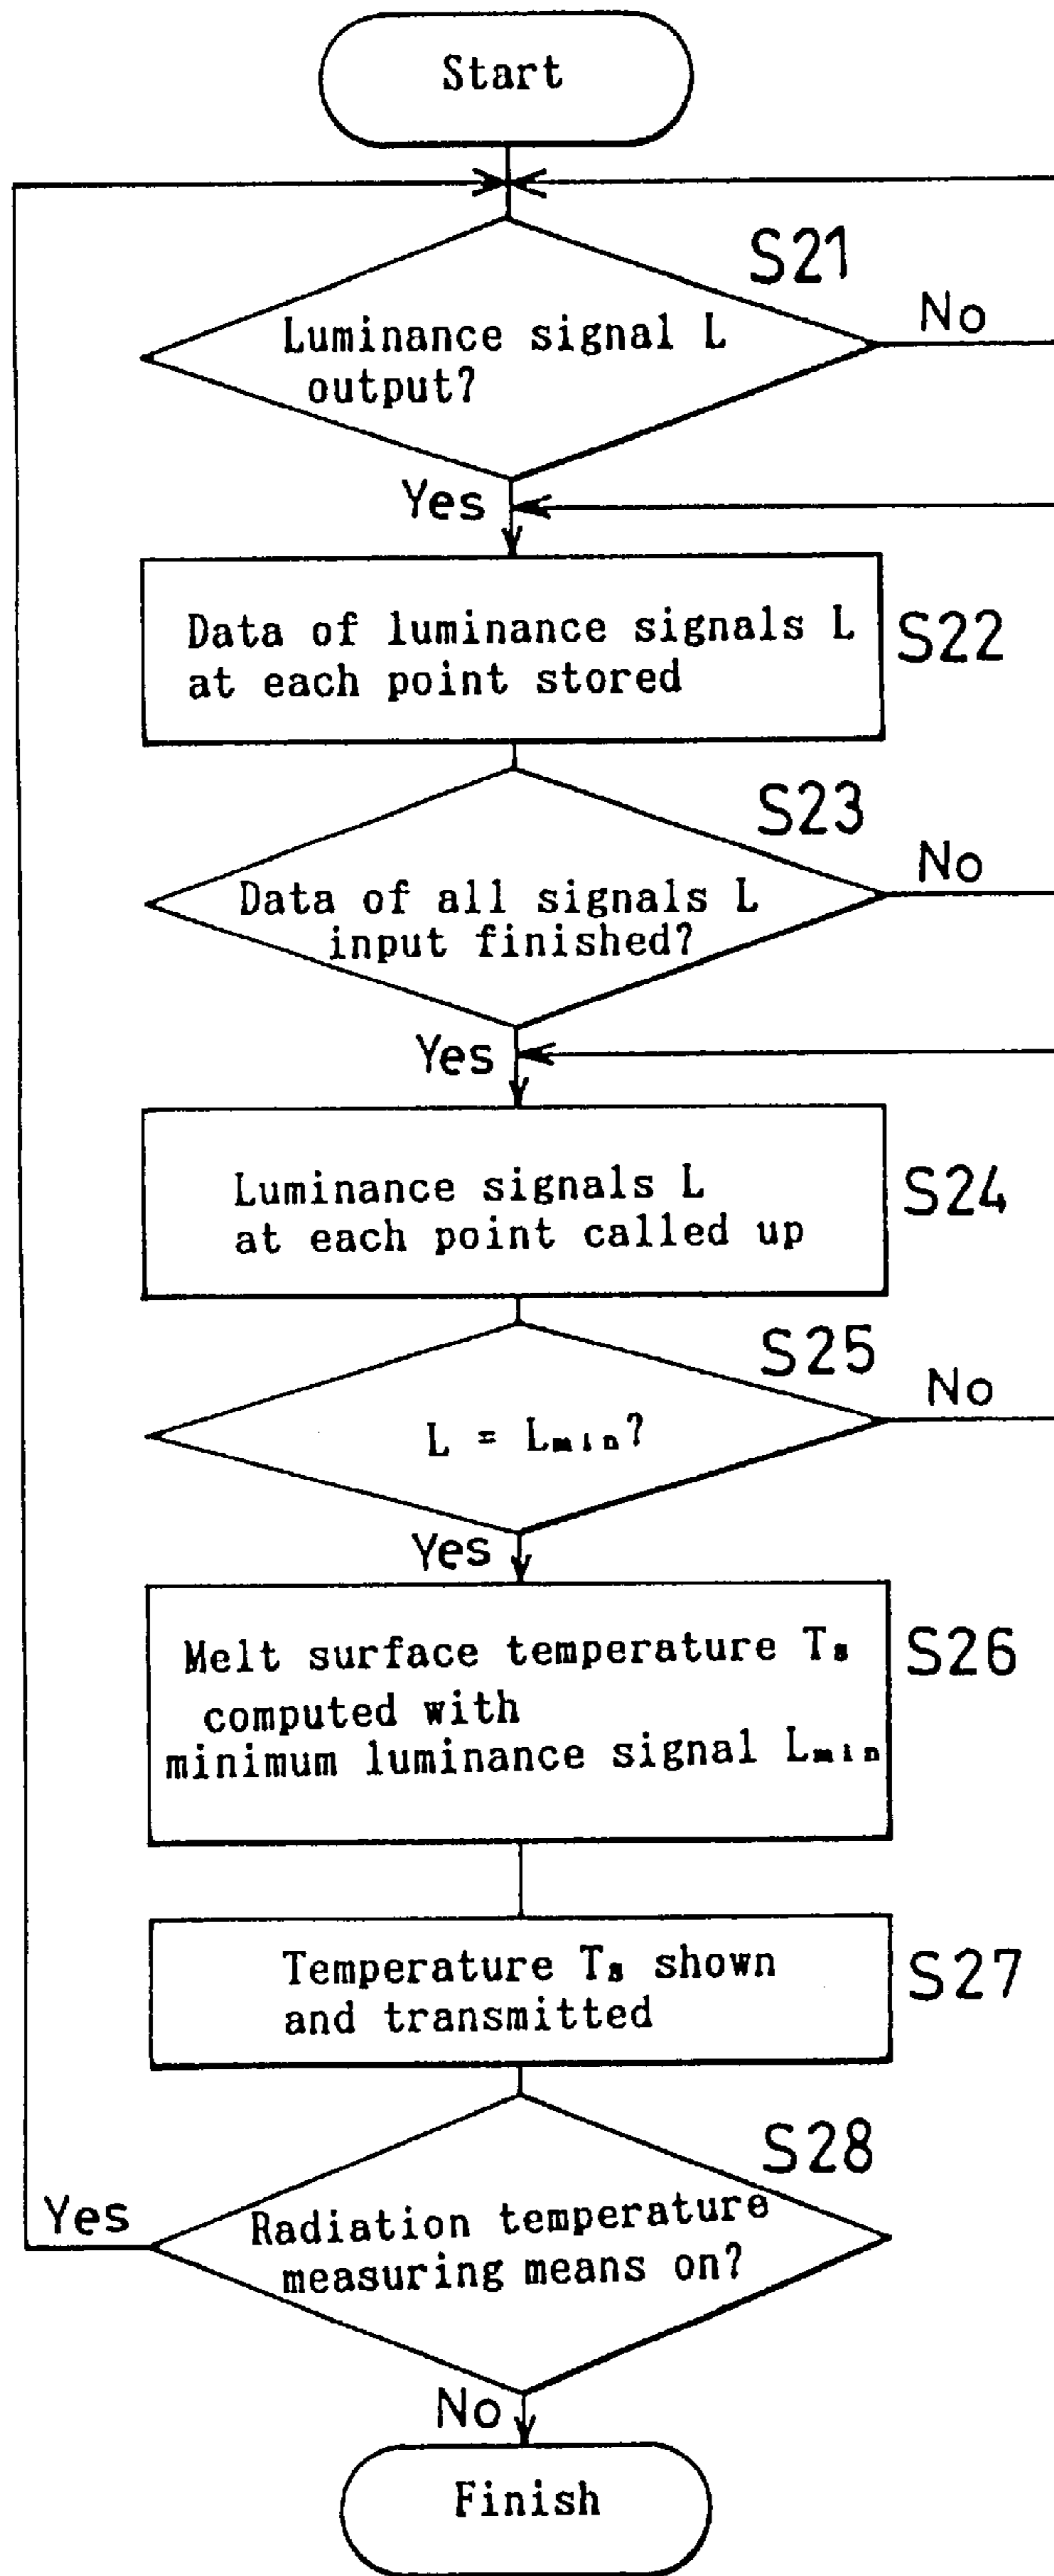 Start
S21
No
Luminance signal L
output?
Yes
Data of luminance signals L
at each point stored
S22
S23
No
Data of all signals L
input finished?
Yes
Luminance signals L
at each point called up
S24
S25
No
L = Lmin?
Yes
Melt surface temperature Ts
computed with
minimum luminance signal Lmin
S26
Temperature Ts shown
and transmitted
S27
S28
Yes
Radiation temperature
measuring means on?
No
Finish